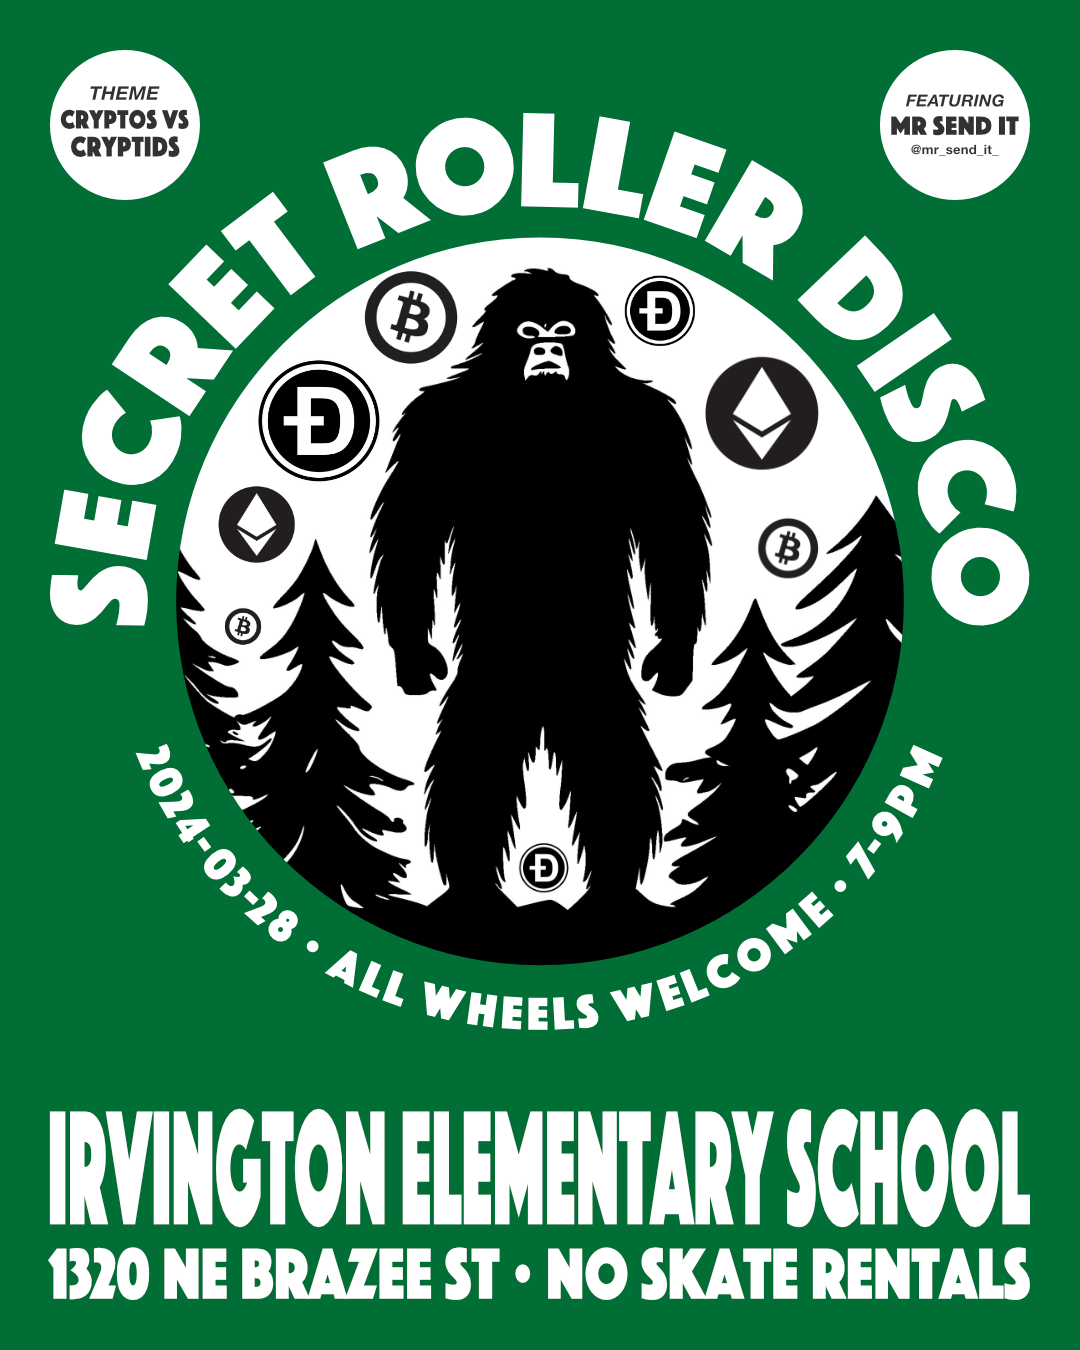 THEME
CRYPTOS VS
CRYPTIDS
FEATURING
MR SEND IT
@mr_send_it_
SECRET ROLLER DISCO
2024-03-28 • ALL WHEELS WELCOME • 7-9PM
IRVINGTON ELEMENTARY SCHOOL
1320 NE BRAZEE ST • NO SKATE RENTALS